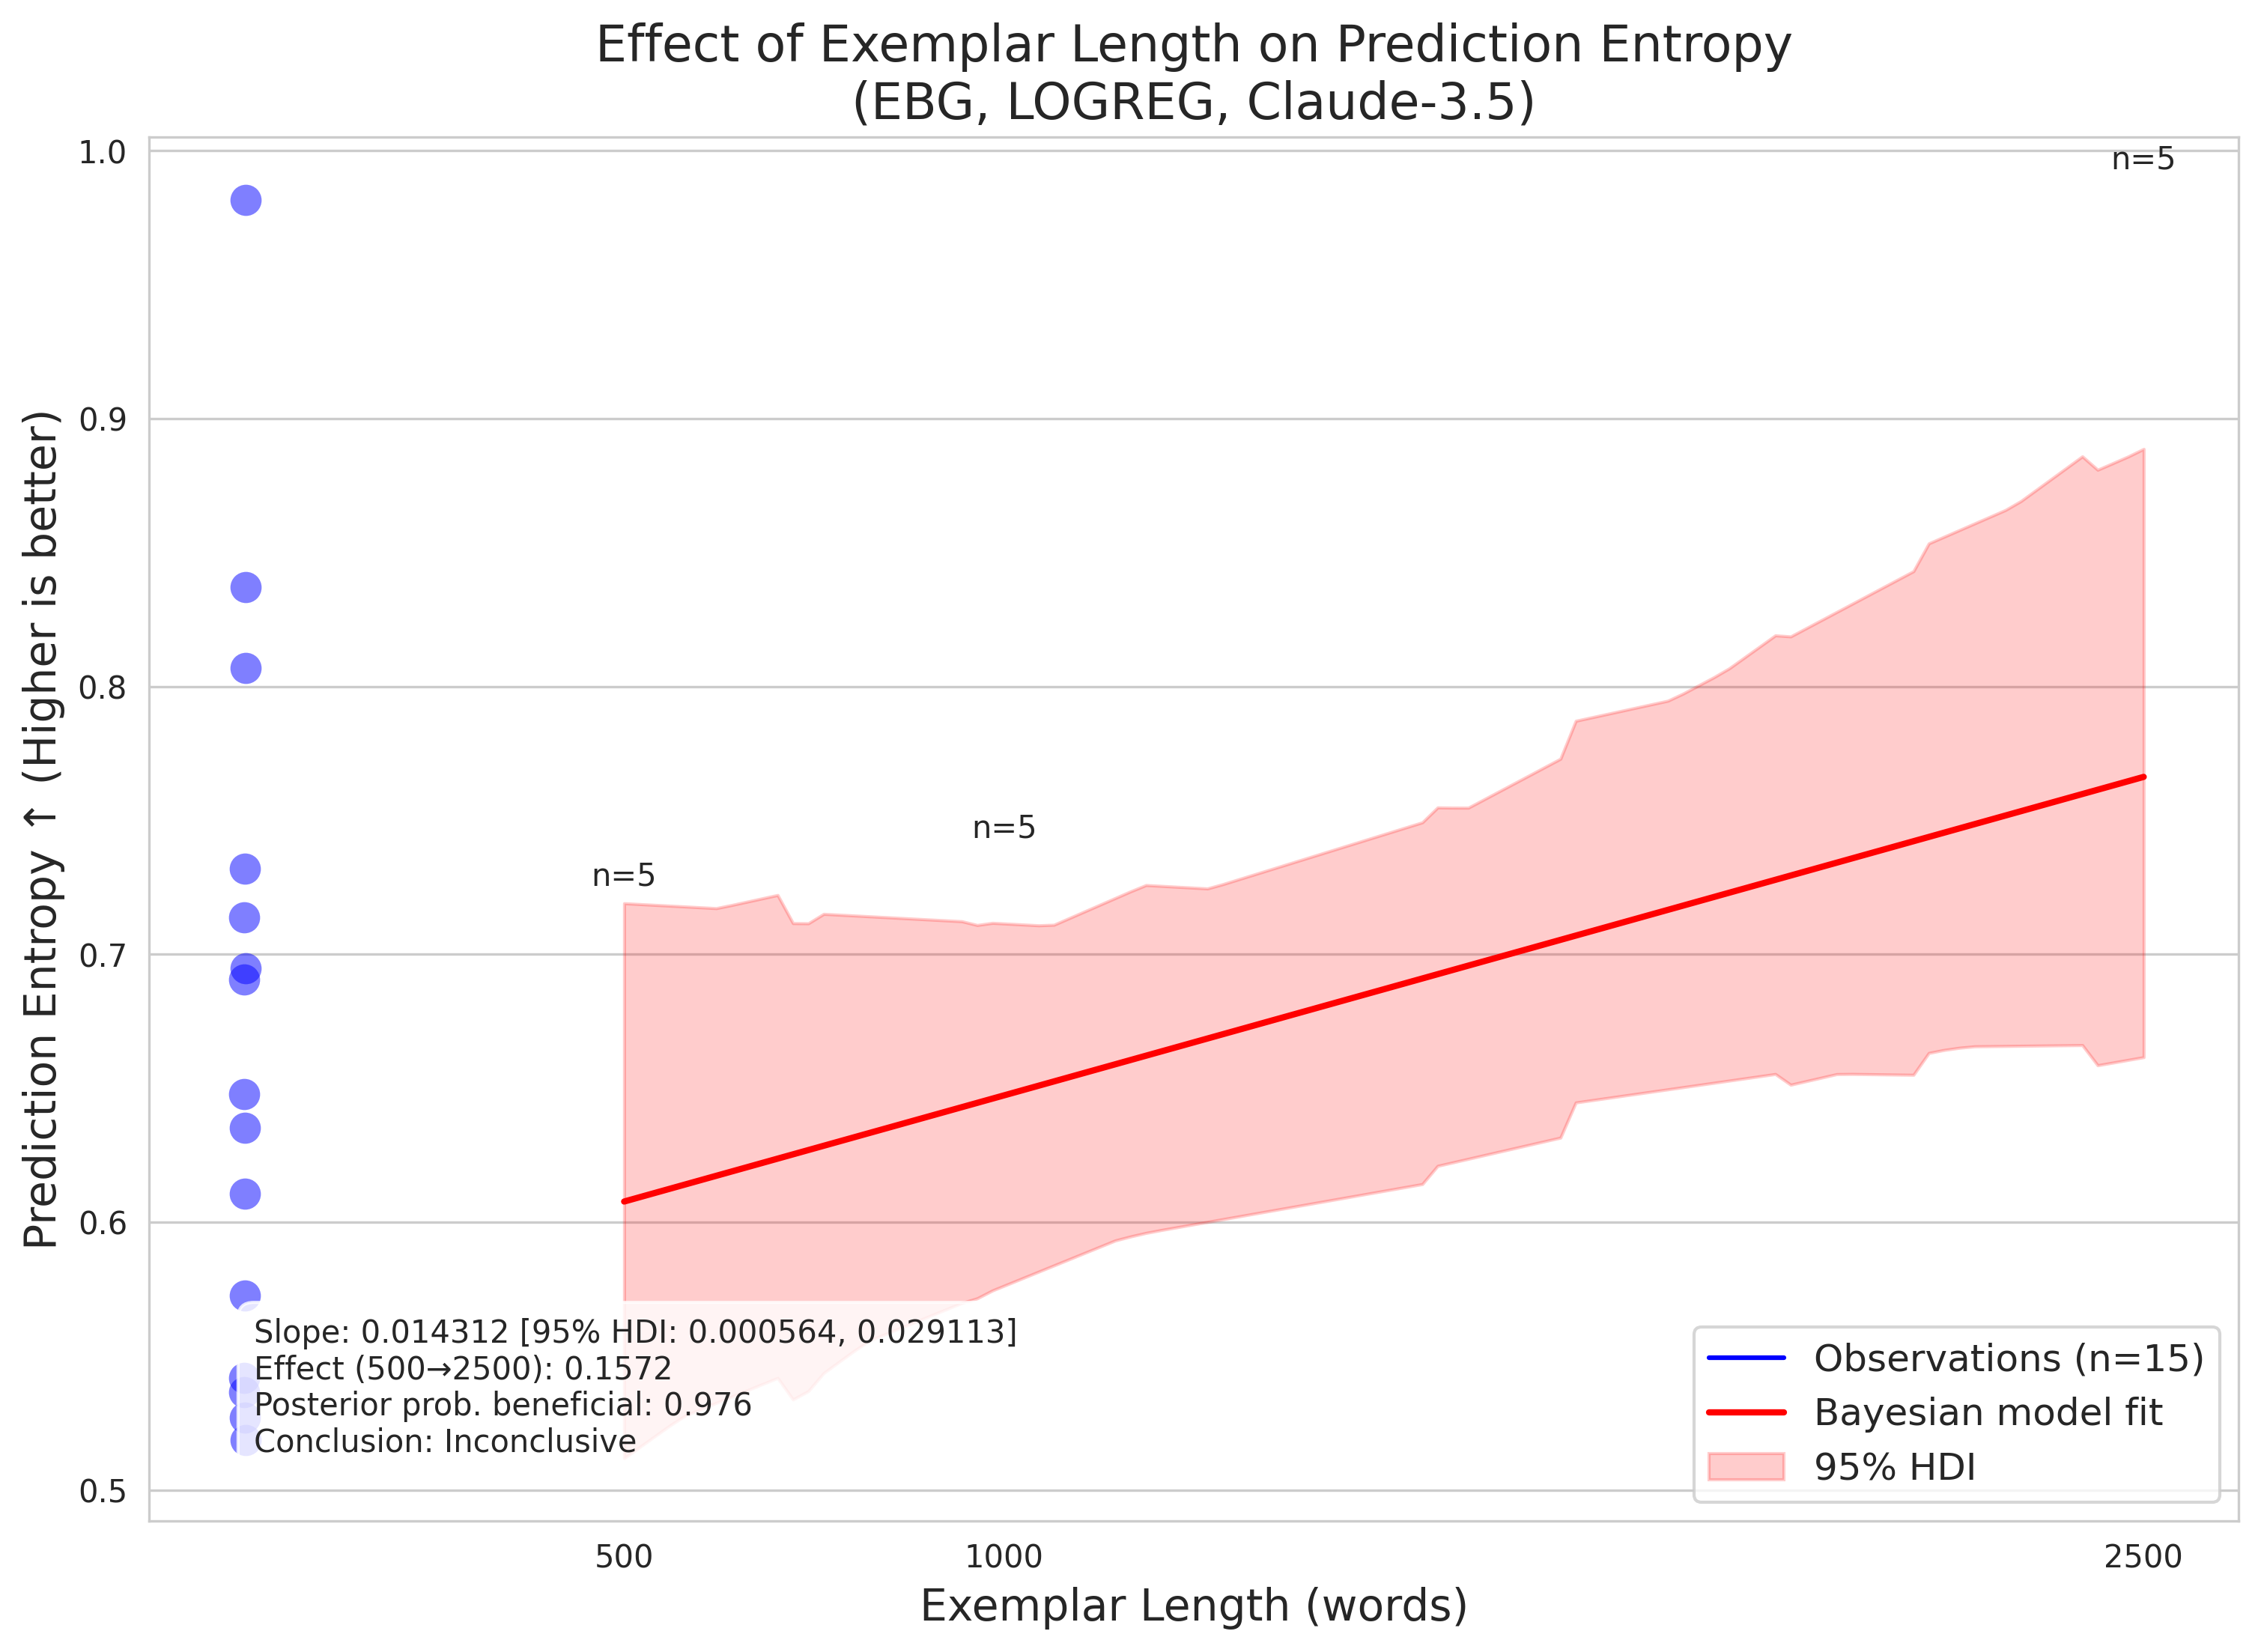 Effect of Exemplar Length on Prediction Entropy
(EBG, LOGREG, Claude-3.5)
Prediction Entropy ↑ (Higher is better)
1.0
0.9
0.8
0.7
0.6
0.5
n=5
n=5
n=5
Slope: 0.014312 [95% HDI: 0.000564, 0.029113]
Effect (500→2500): 0.1572
Posterior prob. beneficial: 0.976
Conclusion: Inconclusive
Observations (n=15)
Bayesian model fit
95% HDI
500
1000
2500
Exemplar Length (words)